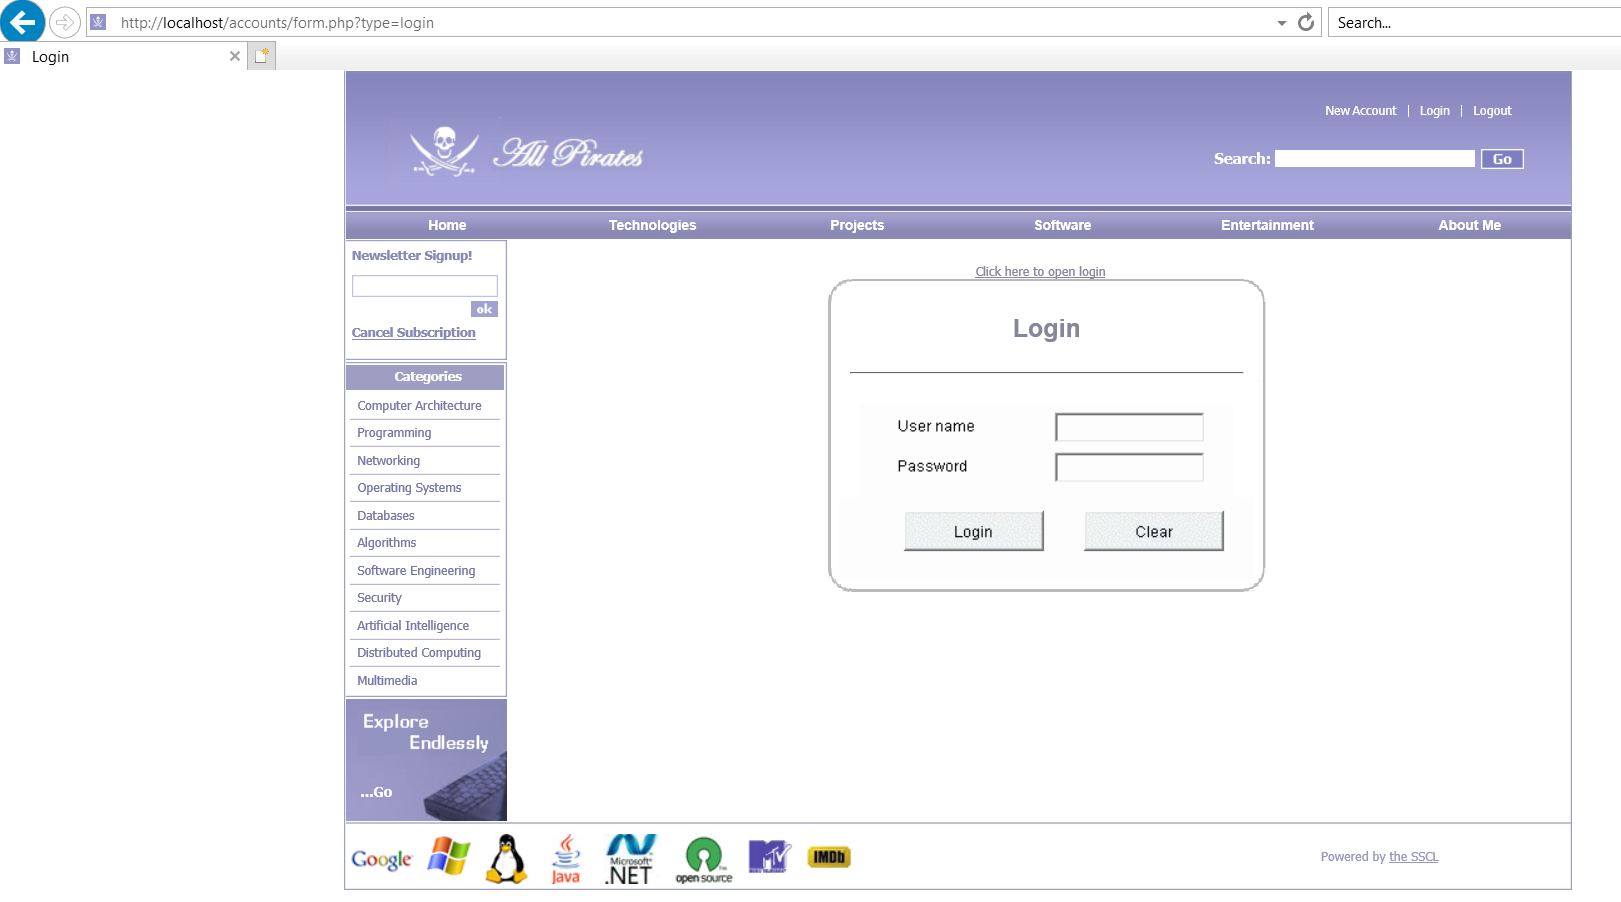 http://localhost/accounts/form.php?type=login
Search...
Login
New Account | Login | Logout
All Pirates
Search: Go
Home Technologies Projects Software Entertainment About Me
Newsletter Signup!
ok
Cancel Subscription
Categories
Computer Architecture
Programming
Networking
Operating Systems
Databases
Algorithms
Software Engineering
Security
Artificial Intelligence
Distributed Computing
Multimedia
Explore
Endlessly
...Go
Click here to open login
Login
User name
Password
Login Clear
Google
Java
Microsoft
.NET
open source
MTV
IMDb
Powered by the SSCL